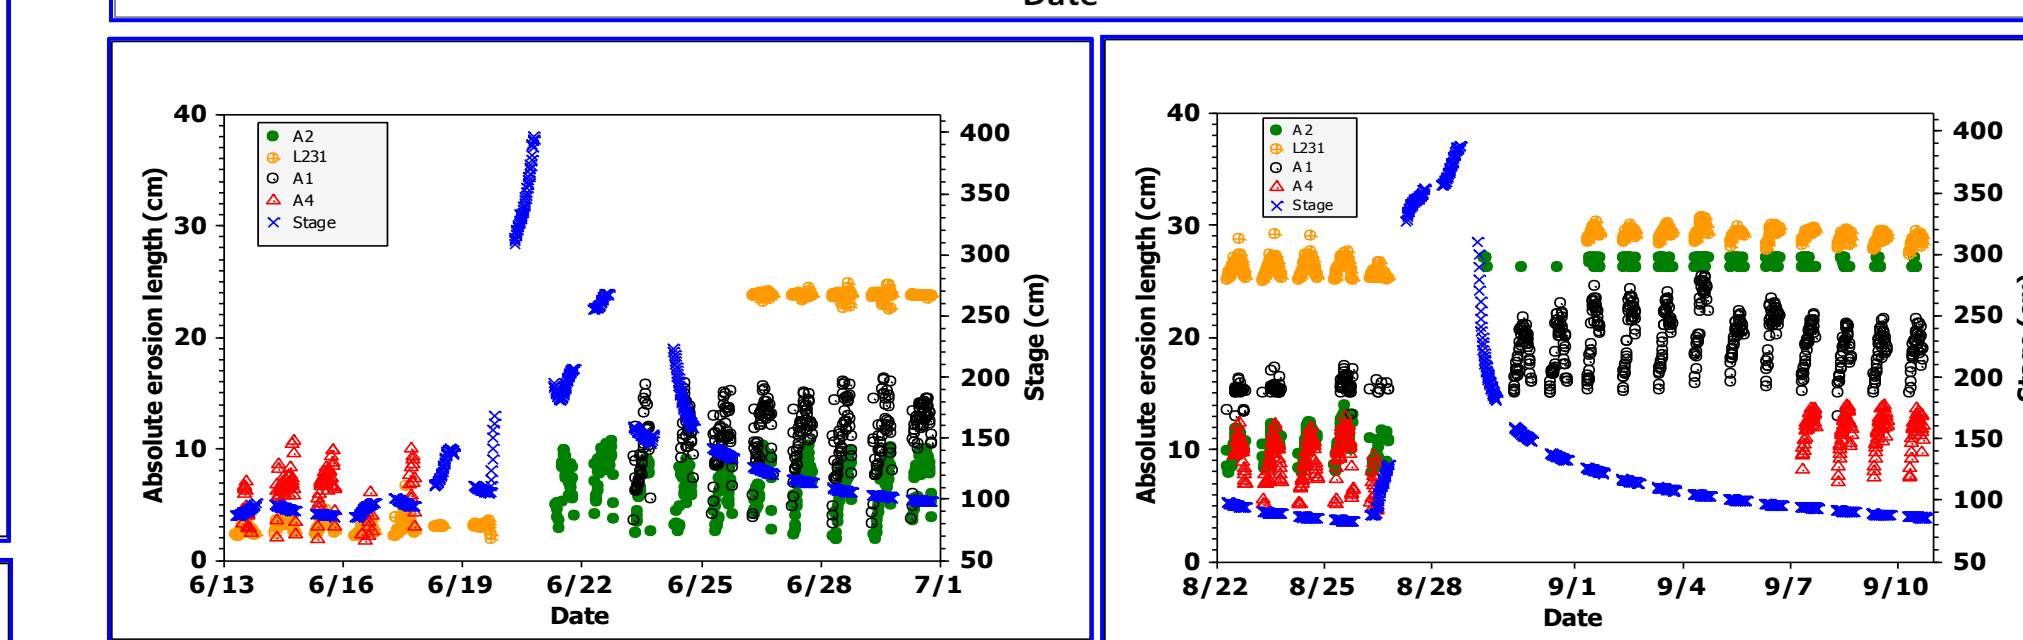 Date
40
30
20
10
0
Absolute erosion length (cm)
A2
L231
A1
A4
Stage
400
350
300
250
200
150
100
50
Stage (cm)
6/13 6/16 6/19 6/22 6/25 6/28 7/1
Date
40
30
20
10
0
Absolute erosion length (cm)
A2
L231
A1
A4
Stage
400
350
300
250
200
150
100
50
8/22 8/25 8/28 9/1 9/4 9/7 9/10
Date